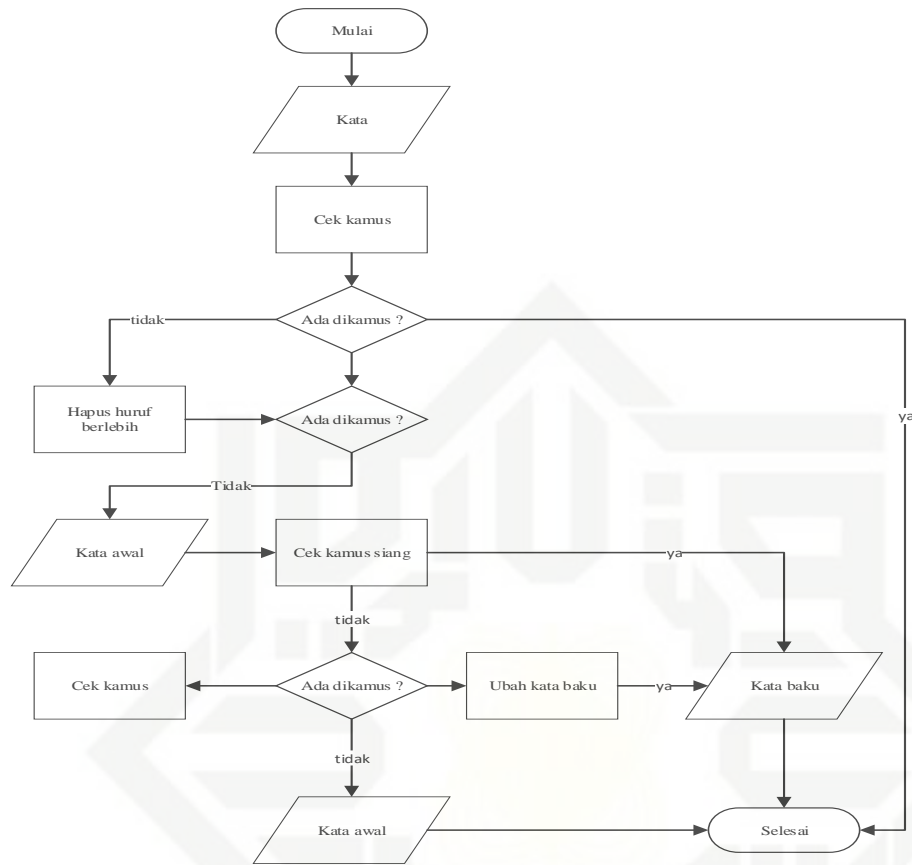 Mulai
Kata
Cek kamus
Ada dikamus ?
tidak
ya
Hapus huruf
berlebih
Ada dikamus ?
Tidak
Kata awal
Cek kamus siang
ya
tidak
Cek kamus
Ada dikamus ?
Ubah kata baku
ya
Kata baku
tidak
Kata awal
Selesai